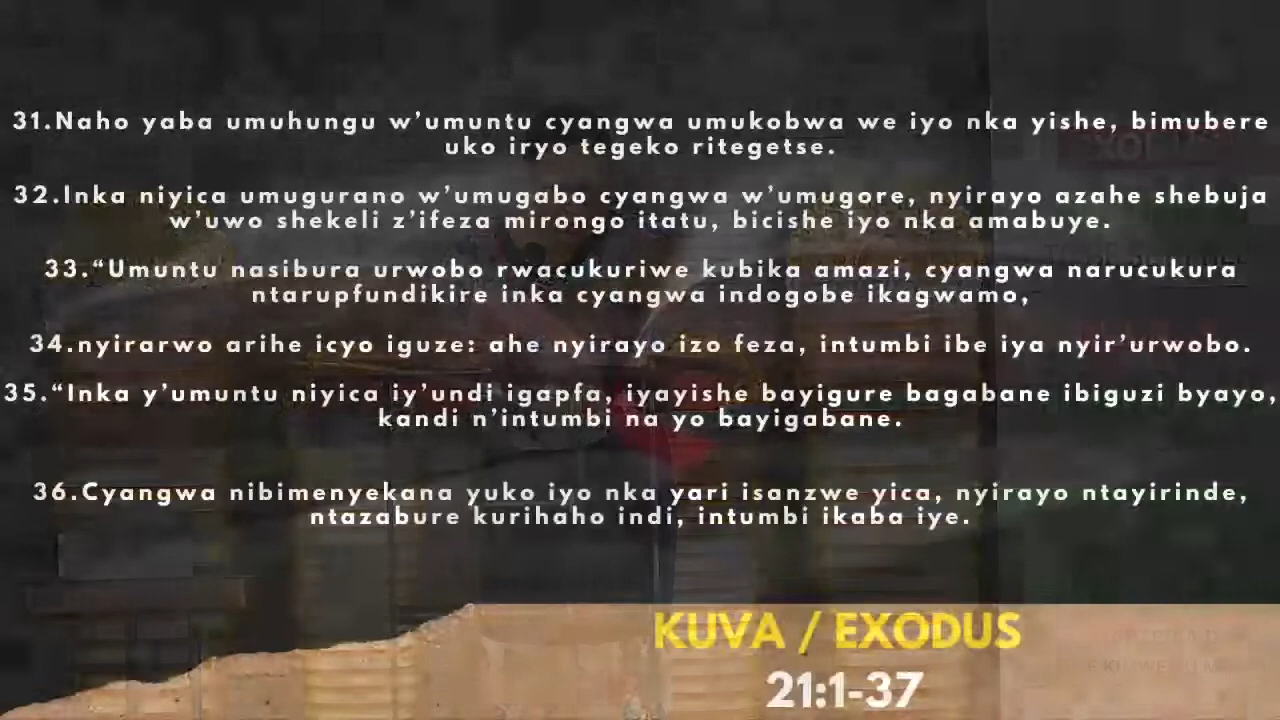 31.Naho yaba umuhungu w’umuntu cyangwa umukobwa we iyo nka yishe, bimubere
uko iryo tegeko ritegetse.
32.Inka niyica umugurano w’umugabo cyangwa w’umugore, nyirayo azahe shebuja
w’uwo shekeli z’ifeza mirongo itatu, bicishe iyo nka amabuye.
33.“Umuntu nasibura urwobo rwacukuriwe kubika amazi, cyangwa narucukura
ntarupfundikire inka cyangwa indogobe ikagwamo,
34.nyirarwo arihe icyo iguze: ahe nyirayo izo feza, intumbi ibe iya nyir’urwobo.
35.“Inka y’umuntu niyica iy’undi igapfa, iyayishe bayigure bagabane ibiguzi byayo,
kandi n’intumbi na yo bayigabane.
36.Cyangwa nibimenyekana yuko iyo nka yari isanzwe yica, nyirayo ntayirinde,
ntazabure kurihaho indi, intumbi ikaba iye.
KUVA / EXODUS
21:1-37